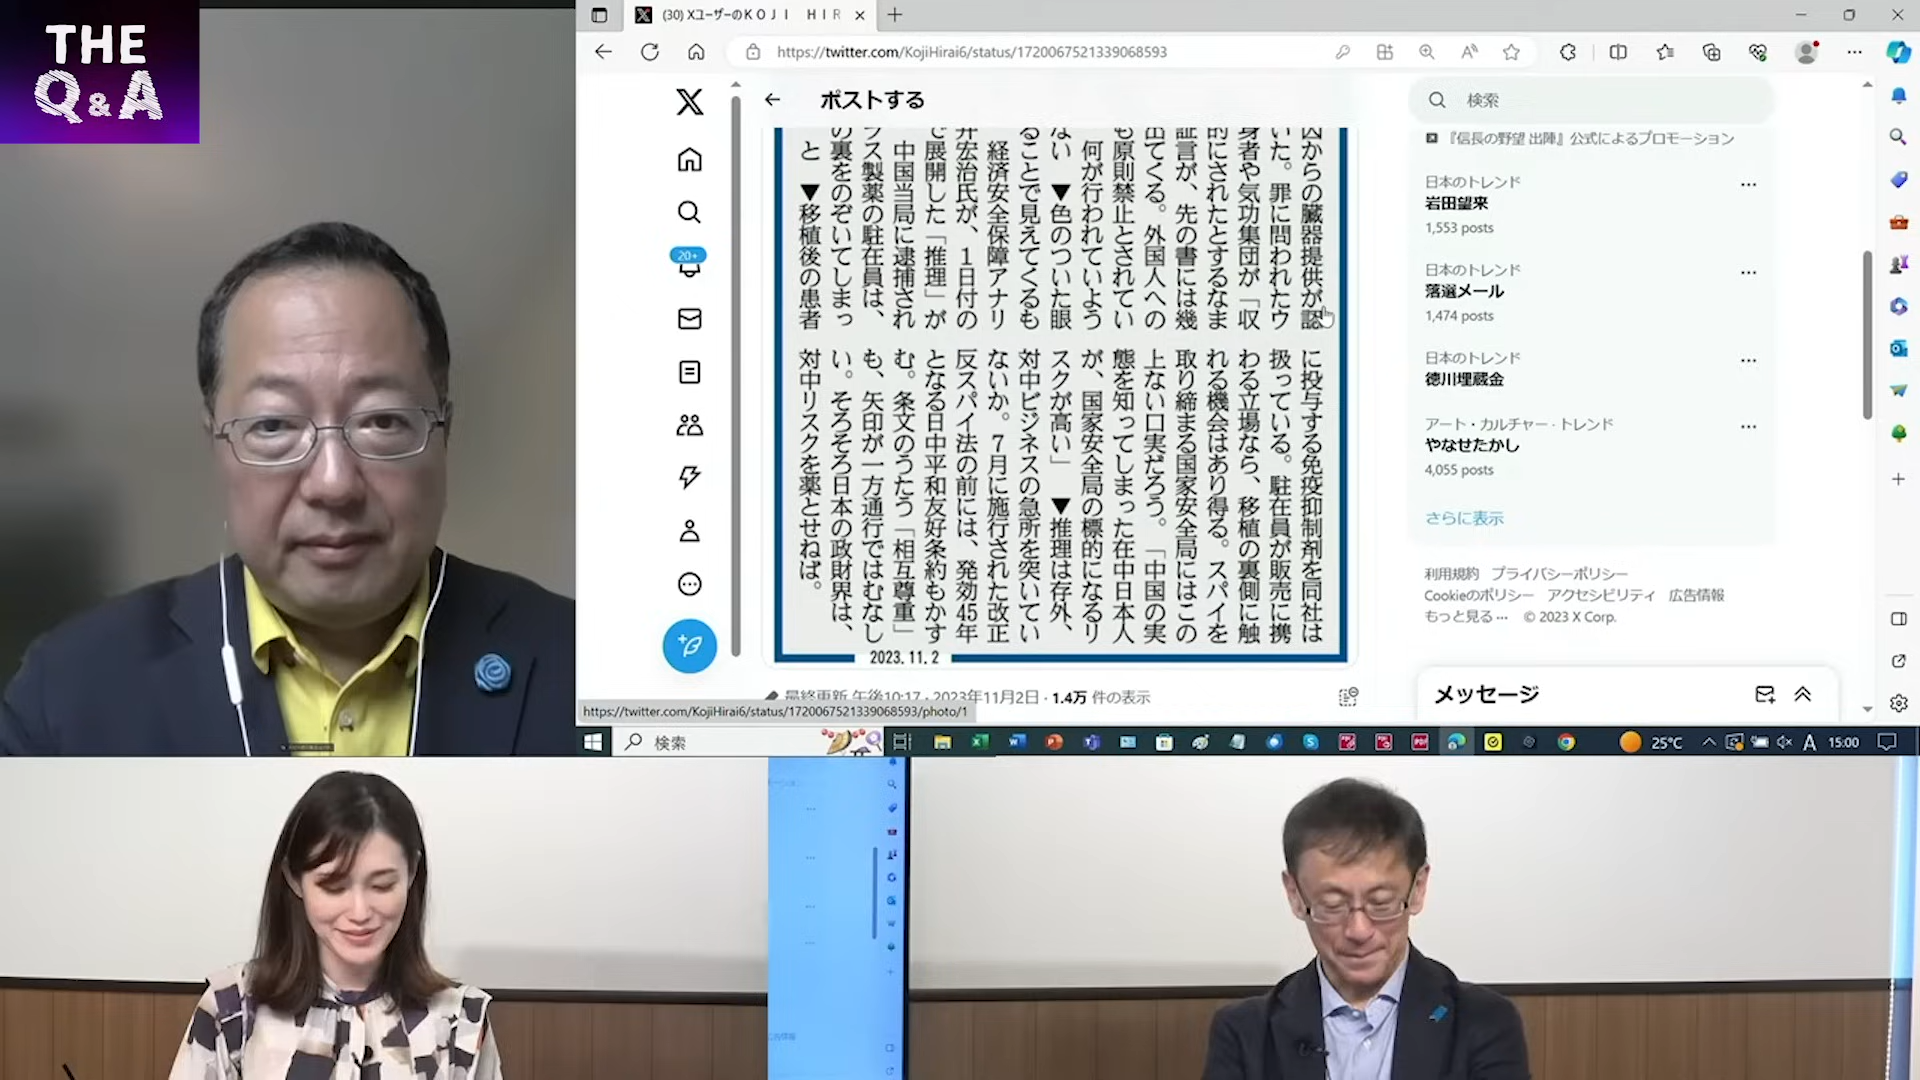 THE
Q&A
(30) XユーザーのKOJI HIR
https://twitter.com/KojiHirai6/status/1720067521339068593
ポストする
検索
『信長の野望 出陣』公式によるプロモーション
日本のトレンド
岩田望来
1,553 posts
日本のトレンド
落選メール
1,474 posts
日本のトレンド
徳川埋蔵金
アート・カルチャー・トレンド
やなせたかし
4,055 posts
さらに表示
利用規約 プライバシーポリシー
Cookieのポリシー アクセシビリティ 広告情報
もっと見る … © 2023 X Corp.
メッセージ
20+
囚からの臓器提供が認
いた。罪に問われたウ
身者や気功集団が「収
的にされたとするなま
証言が、先の書には幾
出てくる。外国人への
も原則禁止とされてい
何が行われていよう
ない▼色のついた眼
ることで見えてくるも
経済安全保障アナリ
井宏治氏が、1日付の
で展開した「推理」が
中国当局に逮捕され
ラス製薬の駐在員は、
の裏をのぞいてしまっ
と▼移植後の患者
に投与する免疫抑制剤を同社は
扱っている。駐在員が販売に携
わる立場なら、移植の裏側に触
れる機会はあり得る。スパイを
取り締まる国家安全局にはこの
上ない口実だろう。「中国の実
態を知ってしまった在中日本人
が、国家安全局の標的になるリ
スクが高い」▼推理は存外、
対中ビジネスの急所を突いてい
ないか。7月に施行された改正
反スパイ法の前には、発効45年
となる日中平和友好条約もかす
む。条文のうたう「相互尊重」
も、矢印が一方通行ではむなし
い。そろそろ日本の政財界は、
対中リスクを薬とせねば。
2023.11.2
最終更新 午後10:17 · 2023年11月2日 · 1.4万 件の表示
https://twitter.com/KojiHirai6/status/1720067521339068593/photo/1
検索
25℃
A
15:00